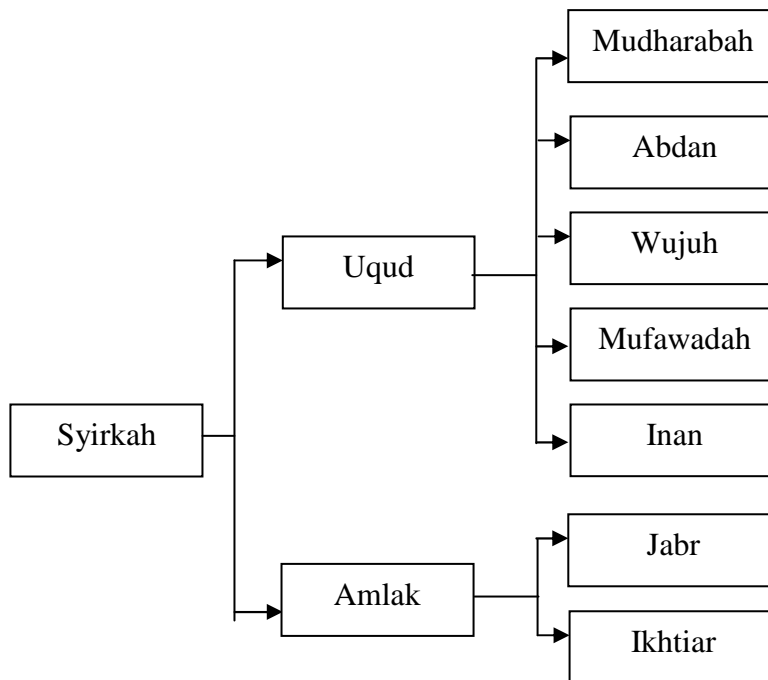 Syirkah
Uqud
Mudharabah
Abdan
Wujuh
Mufawadah
Inan
Amlak
Jabr
Ikhtiar